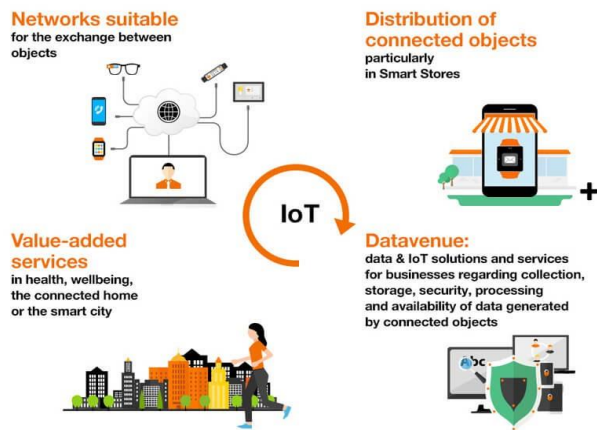 Networks suitable
for the exchange between
objects
Distribution of
connected objects
particularly
in Smart Stores
+
IoT
Value-added
services
in health, wellbeing,
the connected home
or the smart city
Datavenue:
data & IoT solutions and services
for businesses regarding collection,
storage, security, processing
and availability of data generated
by connected objects
bc